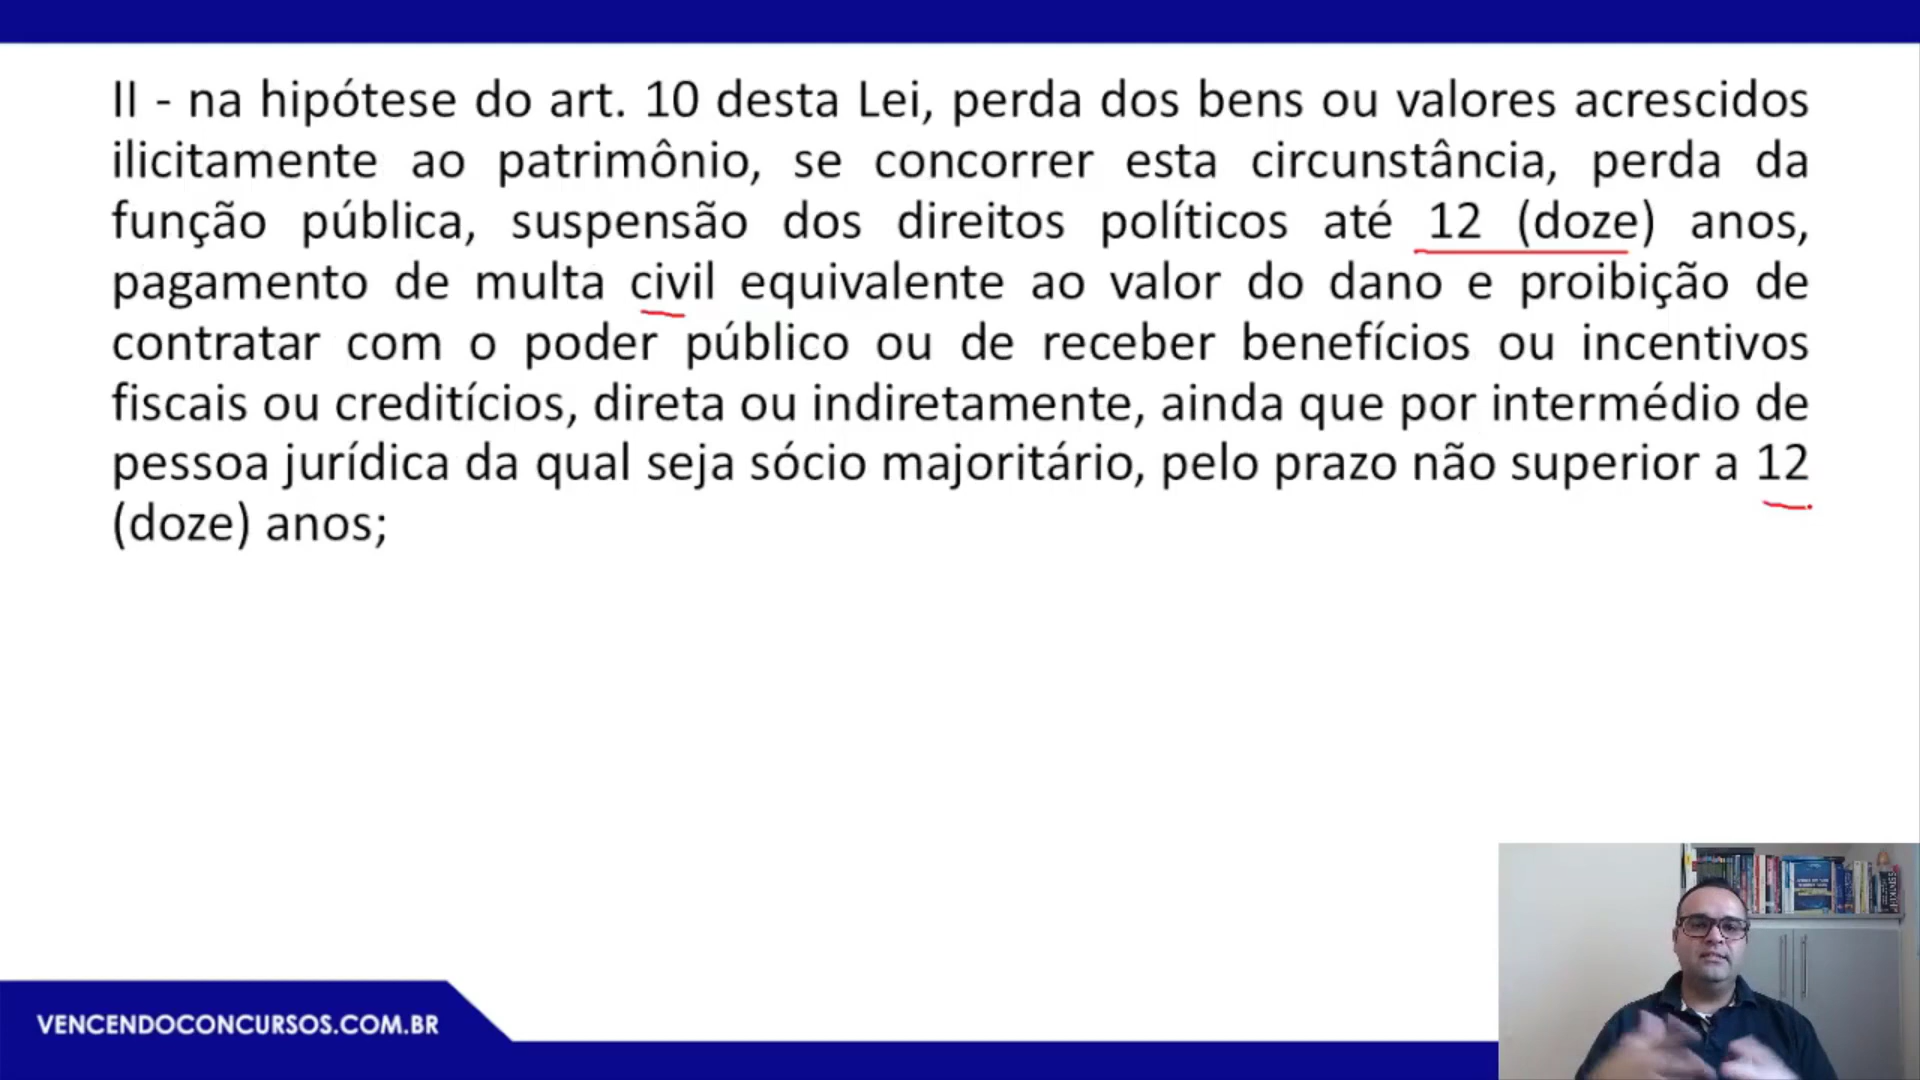 II - na hipótese do art. 10 desta Lei, perda dos bens ou valores acrescidos
ilicitamente ao patrimônio, se concorrer esta circunstância, perda da
função pública, suspensão dos direitos políticos até 12 (doze) anos,
pagamento de multa civil equivalente ao valor do dano e proibição de
contratar com o poder público ou de receber benefícios ou incentivos
fiscais ou creditícios, direta ou indiretamente, ainda que por intermédio de
pessoa jurídica da qual seja sócio majoritário, pelo prazo não superior a 12
(doze) anos;
VENCENDOCONCURSOS.COM.BR